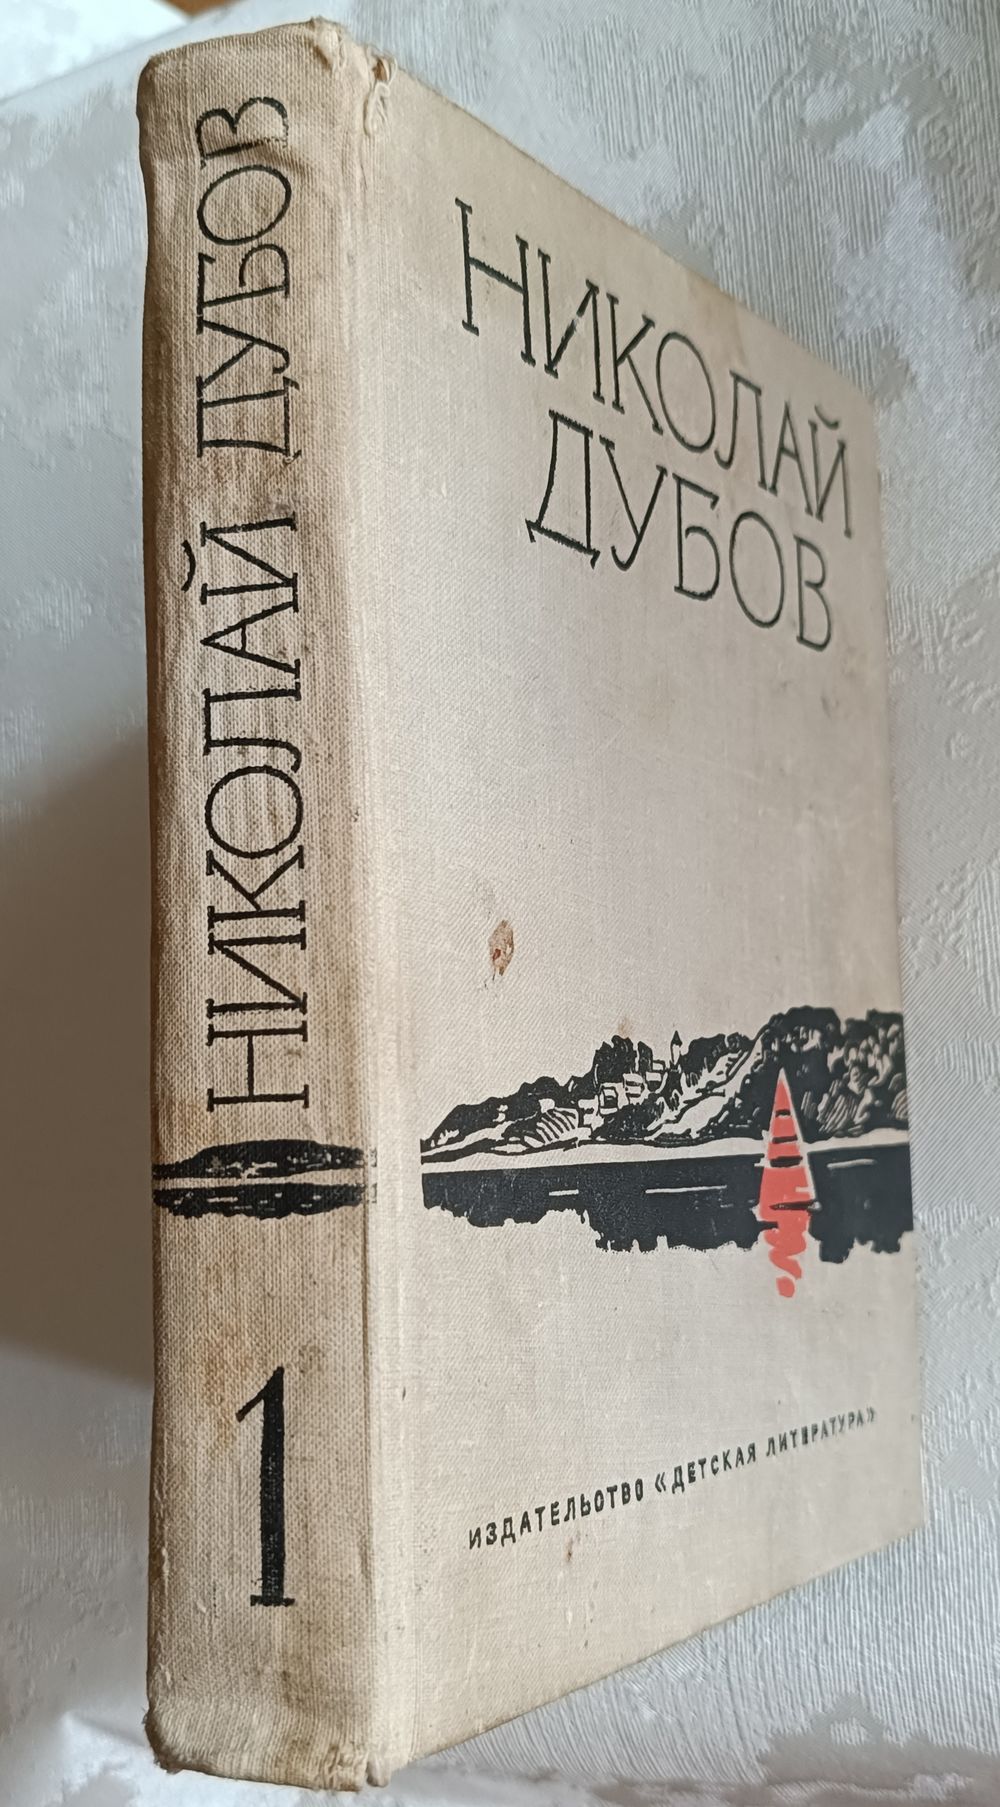 НИКОЛАЙ ДУБОВ
1
НИКОЛАЙ
ДУБОВ
ИЗДАТЕЛЬСТВО «ДЕТСКАЯ ЛИТЕРАТУРА»